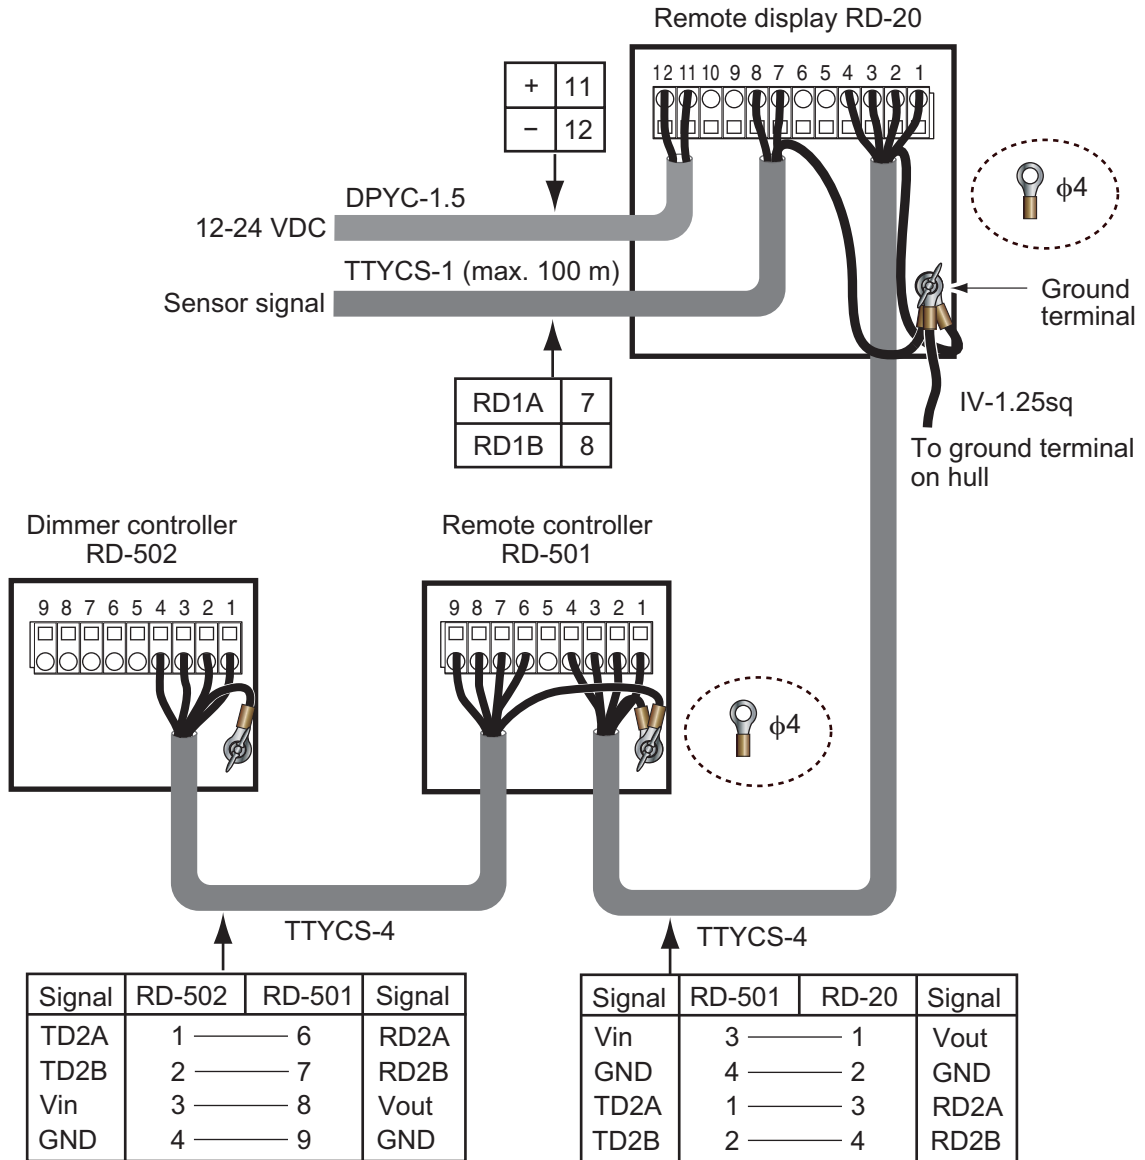 Remote display RD-20
12 11 10 9 8 7 6 5 4 3 2 1
+ 11
− 12
ϕ4
DPYC-1.5
12-24 VDC
TTYCS-1 (max. 100 m)
Sensor signal
Ground
terminal
RD1A 7
RD1B 8
IV-1.25sq
To ground terminal
on hull
Dimmer controller
RD-502
Remote controller
RD-501
9 8 7 6 5 4 3 2 1
9 8 7 6 5 4 3 2 1
ϕ4
TTYCS-4
TTYCS-4
Signal RD-502 RD-501 Signal
TD2A 1 6 RD2A
TD2B 2 7 RD2B
Vin 3 8 Vout
GND 4 9 GND
Signal RD-501 RD-20 Signal
Vin 3 1 Vout
GND 4 2 GND
TD2A 1 3 RD2A
TD2B 2 4 RD2B